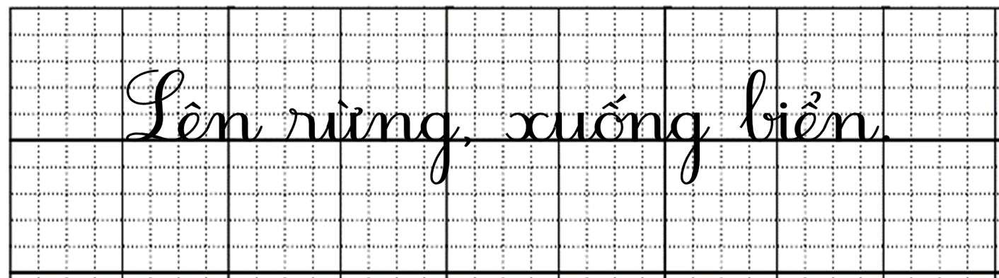 Lên rừng, xuống biển.